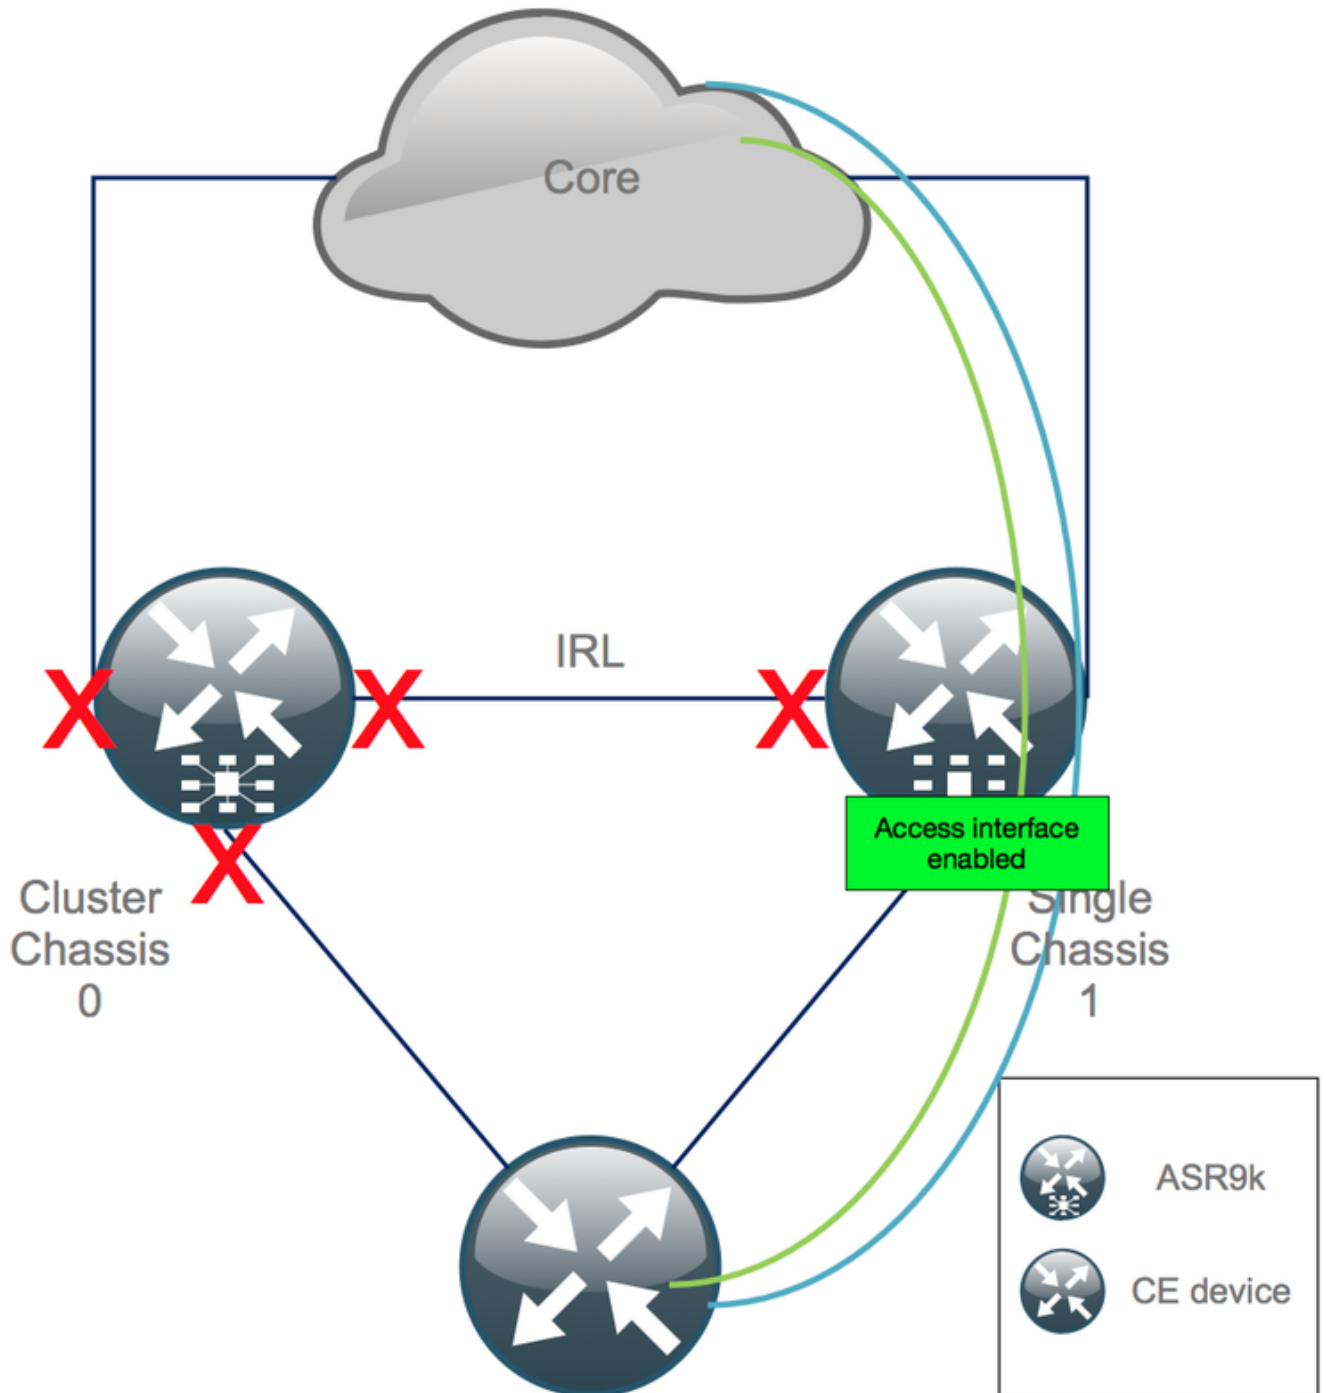 Core
IRL
X
X
X
X
Access interface
enabled
Cluster
Chassis
0
Single
Chassis
1
ASR9k
CE device